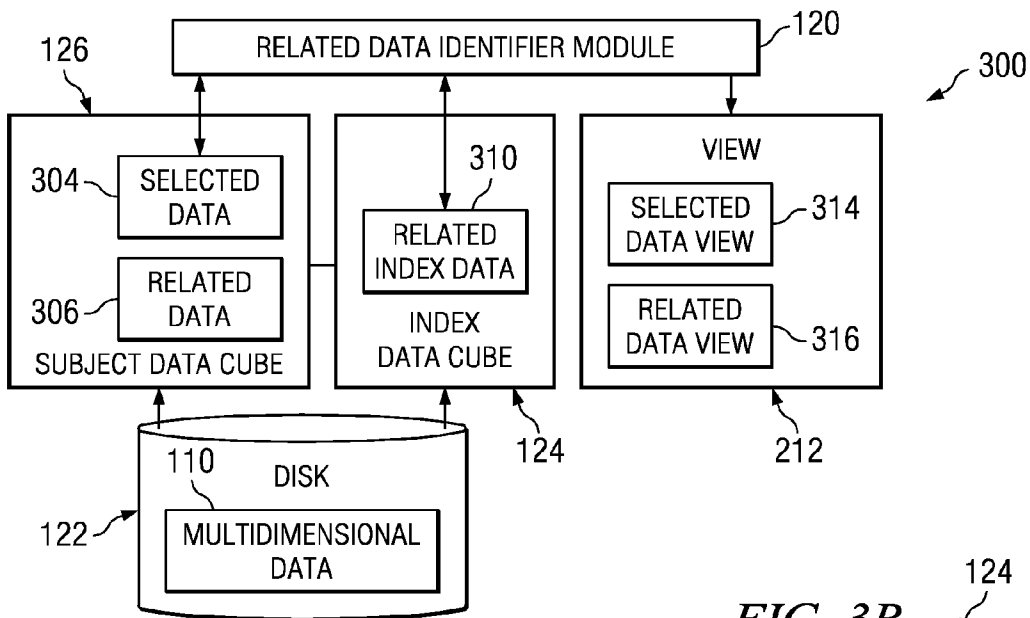 120
RELATED DATA IDENTIFIER MODULE
126
300
VIEW
310
304
SELECTED
DATA
SELECTED
DATA VIEW
314
RELATED
INDEX DATA
306
RELATED
DATA
RELATED
DATA VIEW
316
INDEX
DATA CUBE
SUBJECT DATA CUBE
124
212
110
DISK
122
MULTIDIMENSIONAL
DATA
124
FIG. 3B